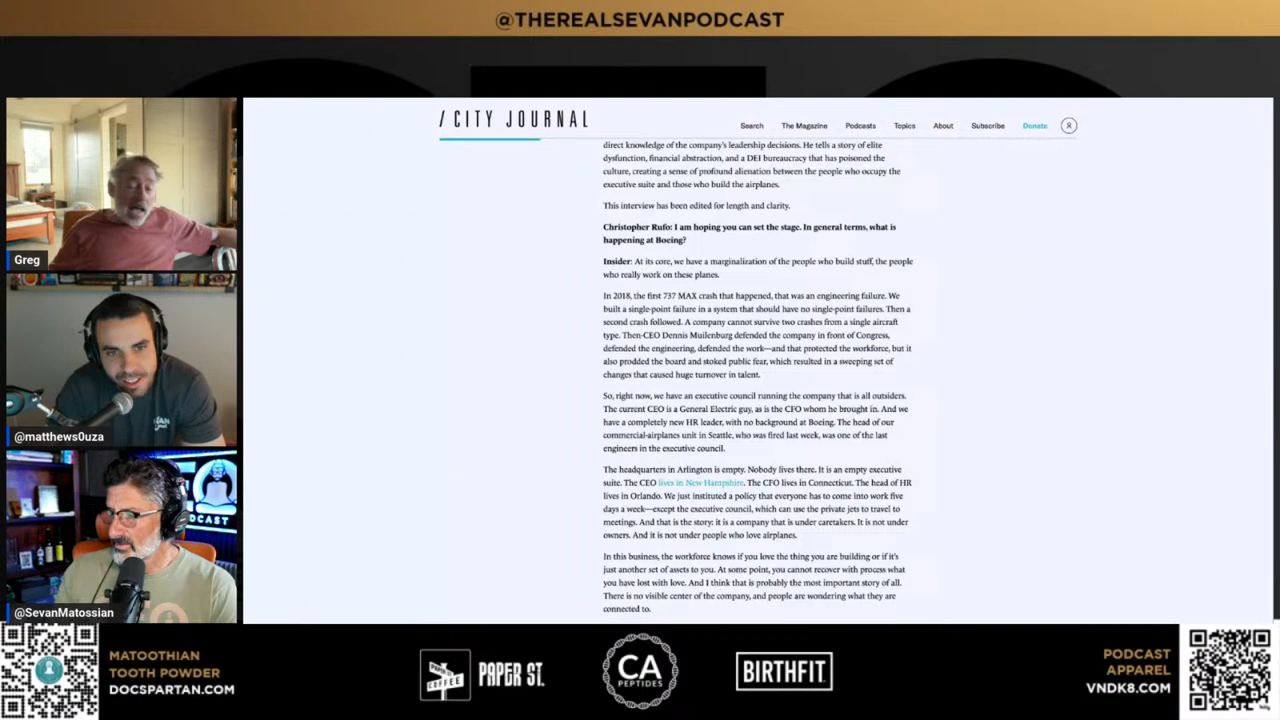 @THEREALSEVANPODCAST
/ CITY JOURNAL
Search
The Magazine
Podcasts
Topics
About
Subscribe
Donate
direct knowledge of the company's leadership decisions. He tells a story of elite
dysfunction, financial abstraction, and a DEI bureaucracy that has poisoned the
culture, creating a sense of profound alienation between the people who occupy the
executive suite and those who build the airplanes.
This interview has been edited for length and clarity.
Christopher Rufo: I am hoping you can set the stage. In general terms, what is
happening at Boeing?
Insider: At its core, we have a marginalization of the people who build stuff, the people
who really work on these planes.
In 2018, the first 737 MAX crash that happened, that was an engineering failure. We
built a single-point failure in a system that should have no single-point failures. Then a
second crash followed. A company cannot survive two crashes from a single aircraft
type. Then-CEO Dennis Muilenburg defended the company in front of Congress,
defended the engineering, defended the work—and that protected the workforce, but it
also prodded the board and stoked public fear, which resulted in a sweeping set of
changes that caused huge turnover in talent.
So, right now, we have an executive council running the company that is all outsiders.
The current CEO is a General Electric guy, as is the CFO whom he brought in. And we
have a completely new HR leader, with no background at Boeing. The head of our
commercial-airplanes unit in Seattle, who was fired last week, was one of the last
engineers in the executive council.
The headquarters in Arlington is empty. Nobody lives there. It is an empty executive
suite. The CEO lives in New Hampshire. The CFO lives in Connecticut. The head of HR
lives in Orlando. We just instituted a policy that everyone has to come into work five
days a week—except the executive council, which can use the private jets to travel to
meetings. And that is the story: it is a company that is under caretakers. It is not under
owners. And it is not under people who love airplanes.
In this business, the workforce knows if you love the thing you are building or if it's
just another set of assets to you. At some point, you cannot recover with process what
you have lost with love. And I think that is probably the most important story of all.
There is no visible center of the company, and people are wondering what they are
connected to.
Greg
@matthews0uza
DCAST
@SevanMatossian
MATOOTHIAN
TOOTH POWDER
DOCSPARTAN.COM
COFFEE
PAPER ST.
CA
PEPTIDES
BIRTHFIT
PODCAST
APPAREL
VNDK8.COM